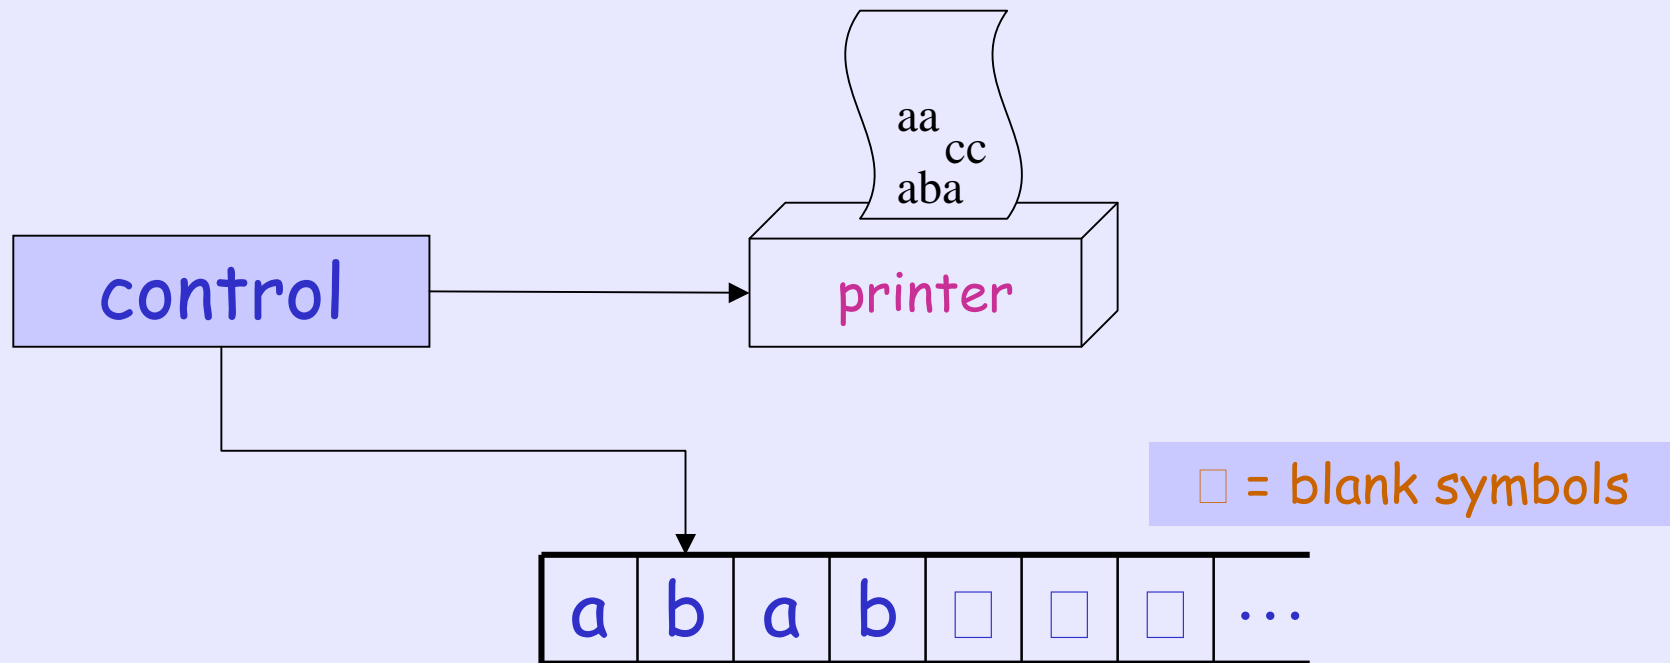 aa
cc
aba
control
printer
□ = blank symbols
a b a b □ □ □ ...